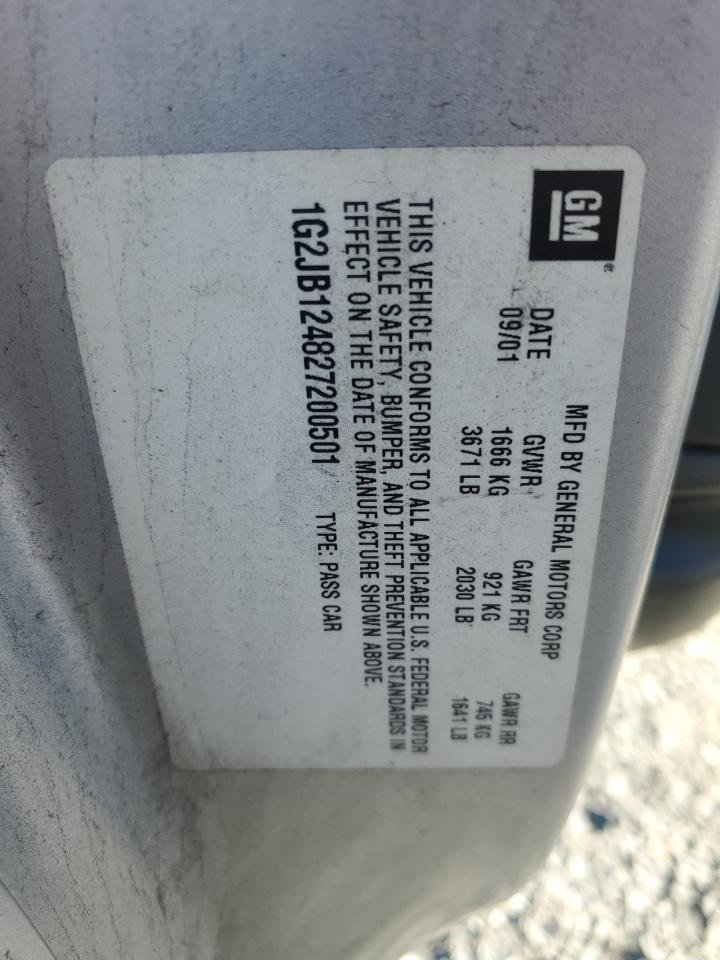 GM®
MFD BY GENERAL MOTORS CORP
DATE GVWR GAWR FRT GAWR RR
09/01 1666 KG 921 KG 745 KG
3671 LB 2030 LB 1641 LB
THIS VEHICLE CONFORMS TO ALL APPLICABLE U.S. FEDERAL MOTOR
VEHICLE SAFETY, BUMPER, AND THEFT PREVENTION STANDARDS IN
EFFECT ON THE DATE OF MANUFACTURE SHOWN ABOVE.
1G2JB124827200501 TYPE: PASS CAR